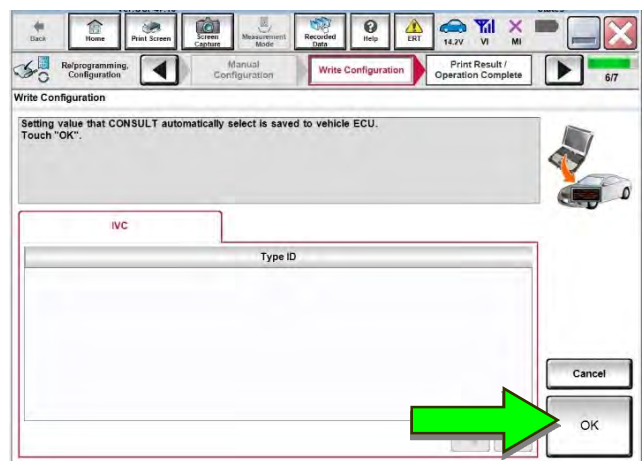 Back
Home
Print Screen
Screen
Capture
Measurement
Mode
Recorded
Data
Help
ERT
14.2V
VI
MI
Re/programming,
Configuration
Manual
Configuration
Write Configuration
Print Result /
Operation Complete
6/7
Write Configuration
Setting value that CONSULT automatically select is saved to vehicle ECU.
Touch "OK".
IVC
Type ID
Cancel
OK